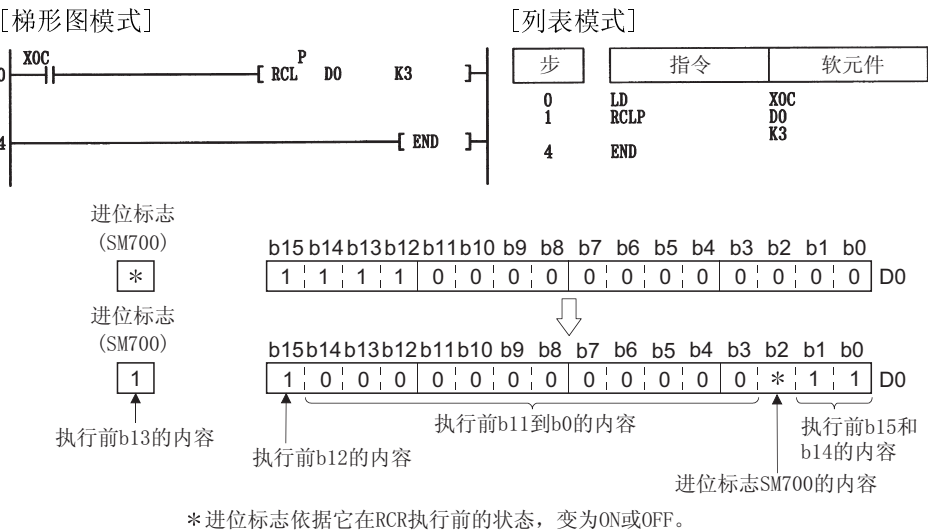 [梯形图模式] [列表模式]
X0C P
0 RCL D0 K3
4 END
步 指令 软元件
0 LD X0C
1 RCLP D0
K3
4 END
进位标志
(SM700)
b15 b14 b13 b12 b11 b10 b9 b8 b7 b6 b5 b4 b3 b2 b1 b0
* 1 1 1 1 0 0 0 0 0 0 0 0 0 0 0 0 D0
进位标志
(SM700)
b15 b14 b13 b12 b11 b10 b9 b8 b7 b6 b5 b4 b3 b2 b1 b0
1 1 0 0 0 0 0 0 0 0 0 0 0 0 * 1 1 D0
执行前b13的内容
执行前b12的内容
执行前b11到b0的内容
执行前b15和
b14的内容
进位标志SM700的内容
*进位标志依据它在RCR执行前的状态，变为ON或OFF。